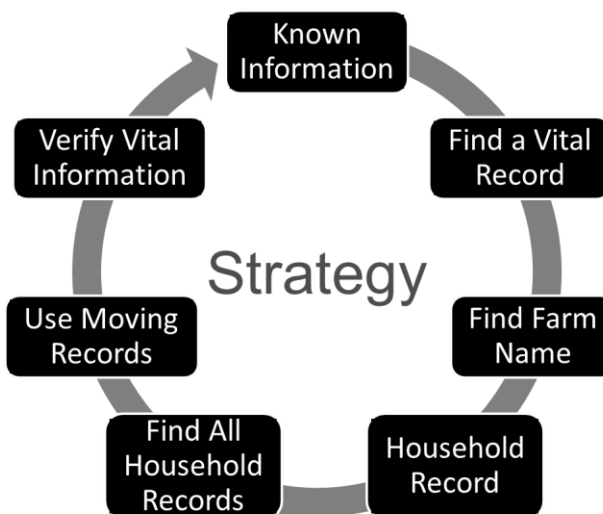 Known
Information
Find a Vital
Record
Find Farm
Name
Household
Record
Find All
Household
Records
Use Moving
Records
Verify Vital
Information
Strategy